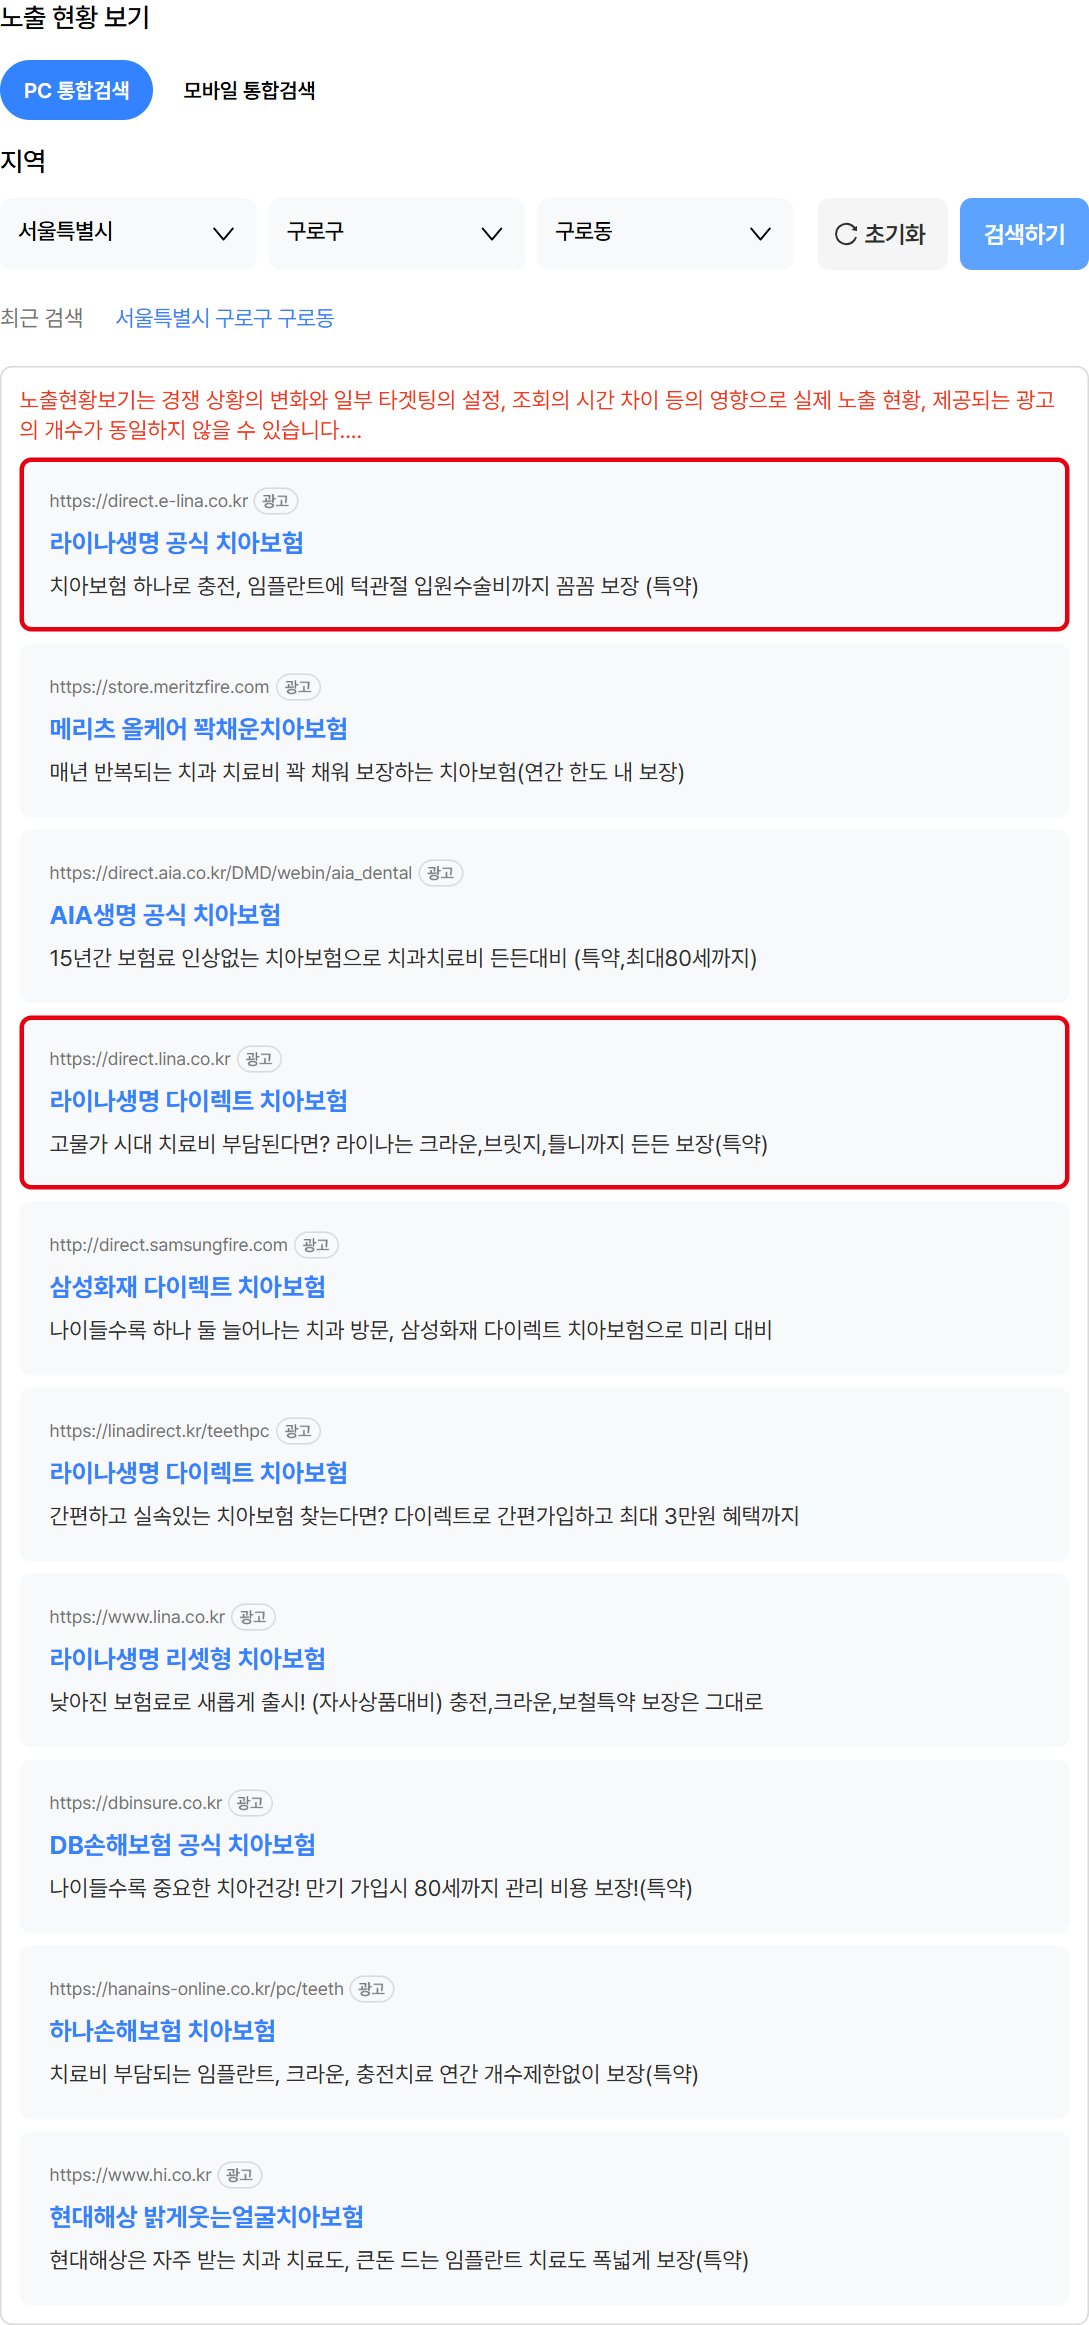 노출 현황 보기
PC 통합검색
모바일 통합검색
지역
서울특별시
구로구
구로동
초기화
검색하기
최근 검색
서울특별시 구로구 구로동
노출현황보기는 경쟁 상황의 변화와 일부 타겟팅의 설정, 조회의 시간 차이 등의 영향으로 실제 노출 현황, 제공되는 광고
의 개수가 동일하지 않을 수 있습니다....
https://direct.e-lina.co.kr 광고
라이나생명 공식 치아보험
치아보험 하나로 충전, 임플란트에 턱관절 입원수술비까지 꼼꼼 보장 (특약)
https://store.meritzfire.com 광고
메리츠 올케어 꽉채운치아보험
매년 반복되는 치과 치료비 꽉 채워 보장하는 치아보험(연간 한도 내 보장)
https://direct.aia.co.kr/DMD/webin/aia_dental 광고
AIA생명 공식 치아보험
15년간 보험료 인상없는 치아보험으로 치과치료비 든든대비 (특약,최대80세까지)
https://direct.lina.co.kr 광고
라이나생명 다이렉트 치아보험
고물가 시대 치료비 부담된다면? 라이나는 크라운,브릿지,틀니까지 든든 보장(특약)
http://direct.samsungfire.com 광고
삼성화재 다이렉트 치아보험
나이들수록 하나 둘 늘어나는 치과 방문, 삼성화재 다이렉트 치아보험으로 미리 대비
https://linadirect.kr/teethpc 광고
라이나생명 다이렉트 치아보험
간편하고 실속있는 치아보험 찾는다면? 다이렉트로 간편가입하고 최대 3만원 혜택까지
https://www.lina.co.kr 광고
라이나생명 리셋형 치아보험
낮아진 보험료로 새롭게 출시! (자사상품대비) 충전,크라운,보철특약 보장은 그대로
https://dbinsure.co.kr 광고
DB손해보험 공식 치아보험
나이들수록 중요한 치아건강! 만기 가입시 80세까지 관리 비용 보장!(특약)
https://hanains-online.co.kr/pc/teeth 광고
하나손해보험 치아보험
치료비 부담되는 임플란트, 크라운, 충전치료 연간 개수제한없이 보장(특약)
https://www.hi.co.kr 광고
현대해상 밝게웃는얼굴치아보험
현대해상은 자주 받는 치과 치료도, 큰돈 드는 임플란트 치료도 폭넓게 보장(특약)